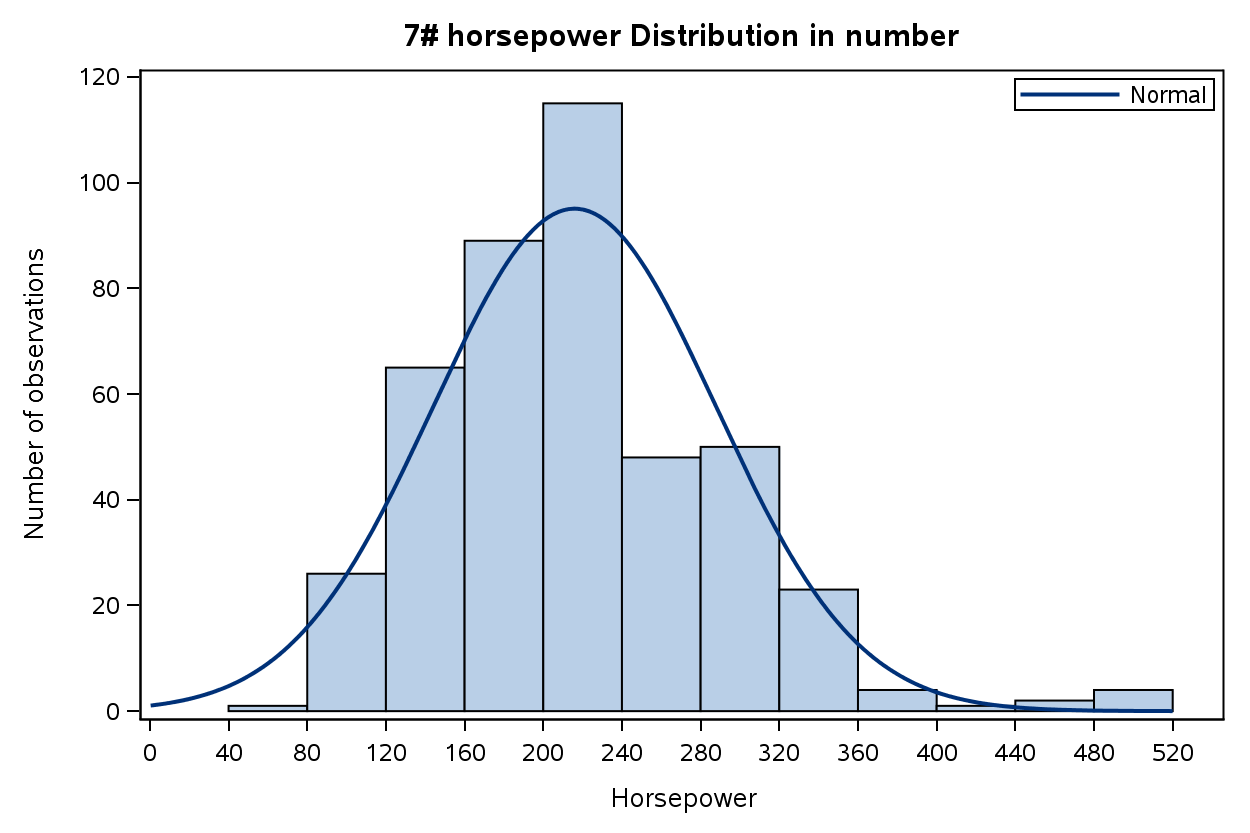 7# horsepower Distribution in number
Normal
Number of observations
120
100
80
60
40
20
0
0 40 80 120 160 200 240 280 320 360 400 440 480 520
Horsepower